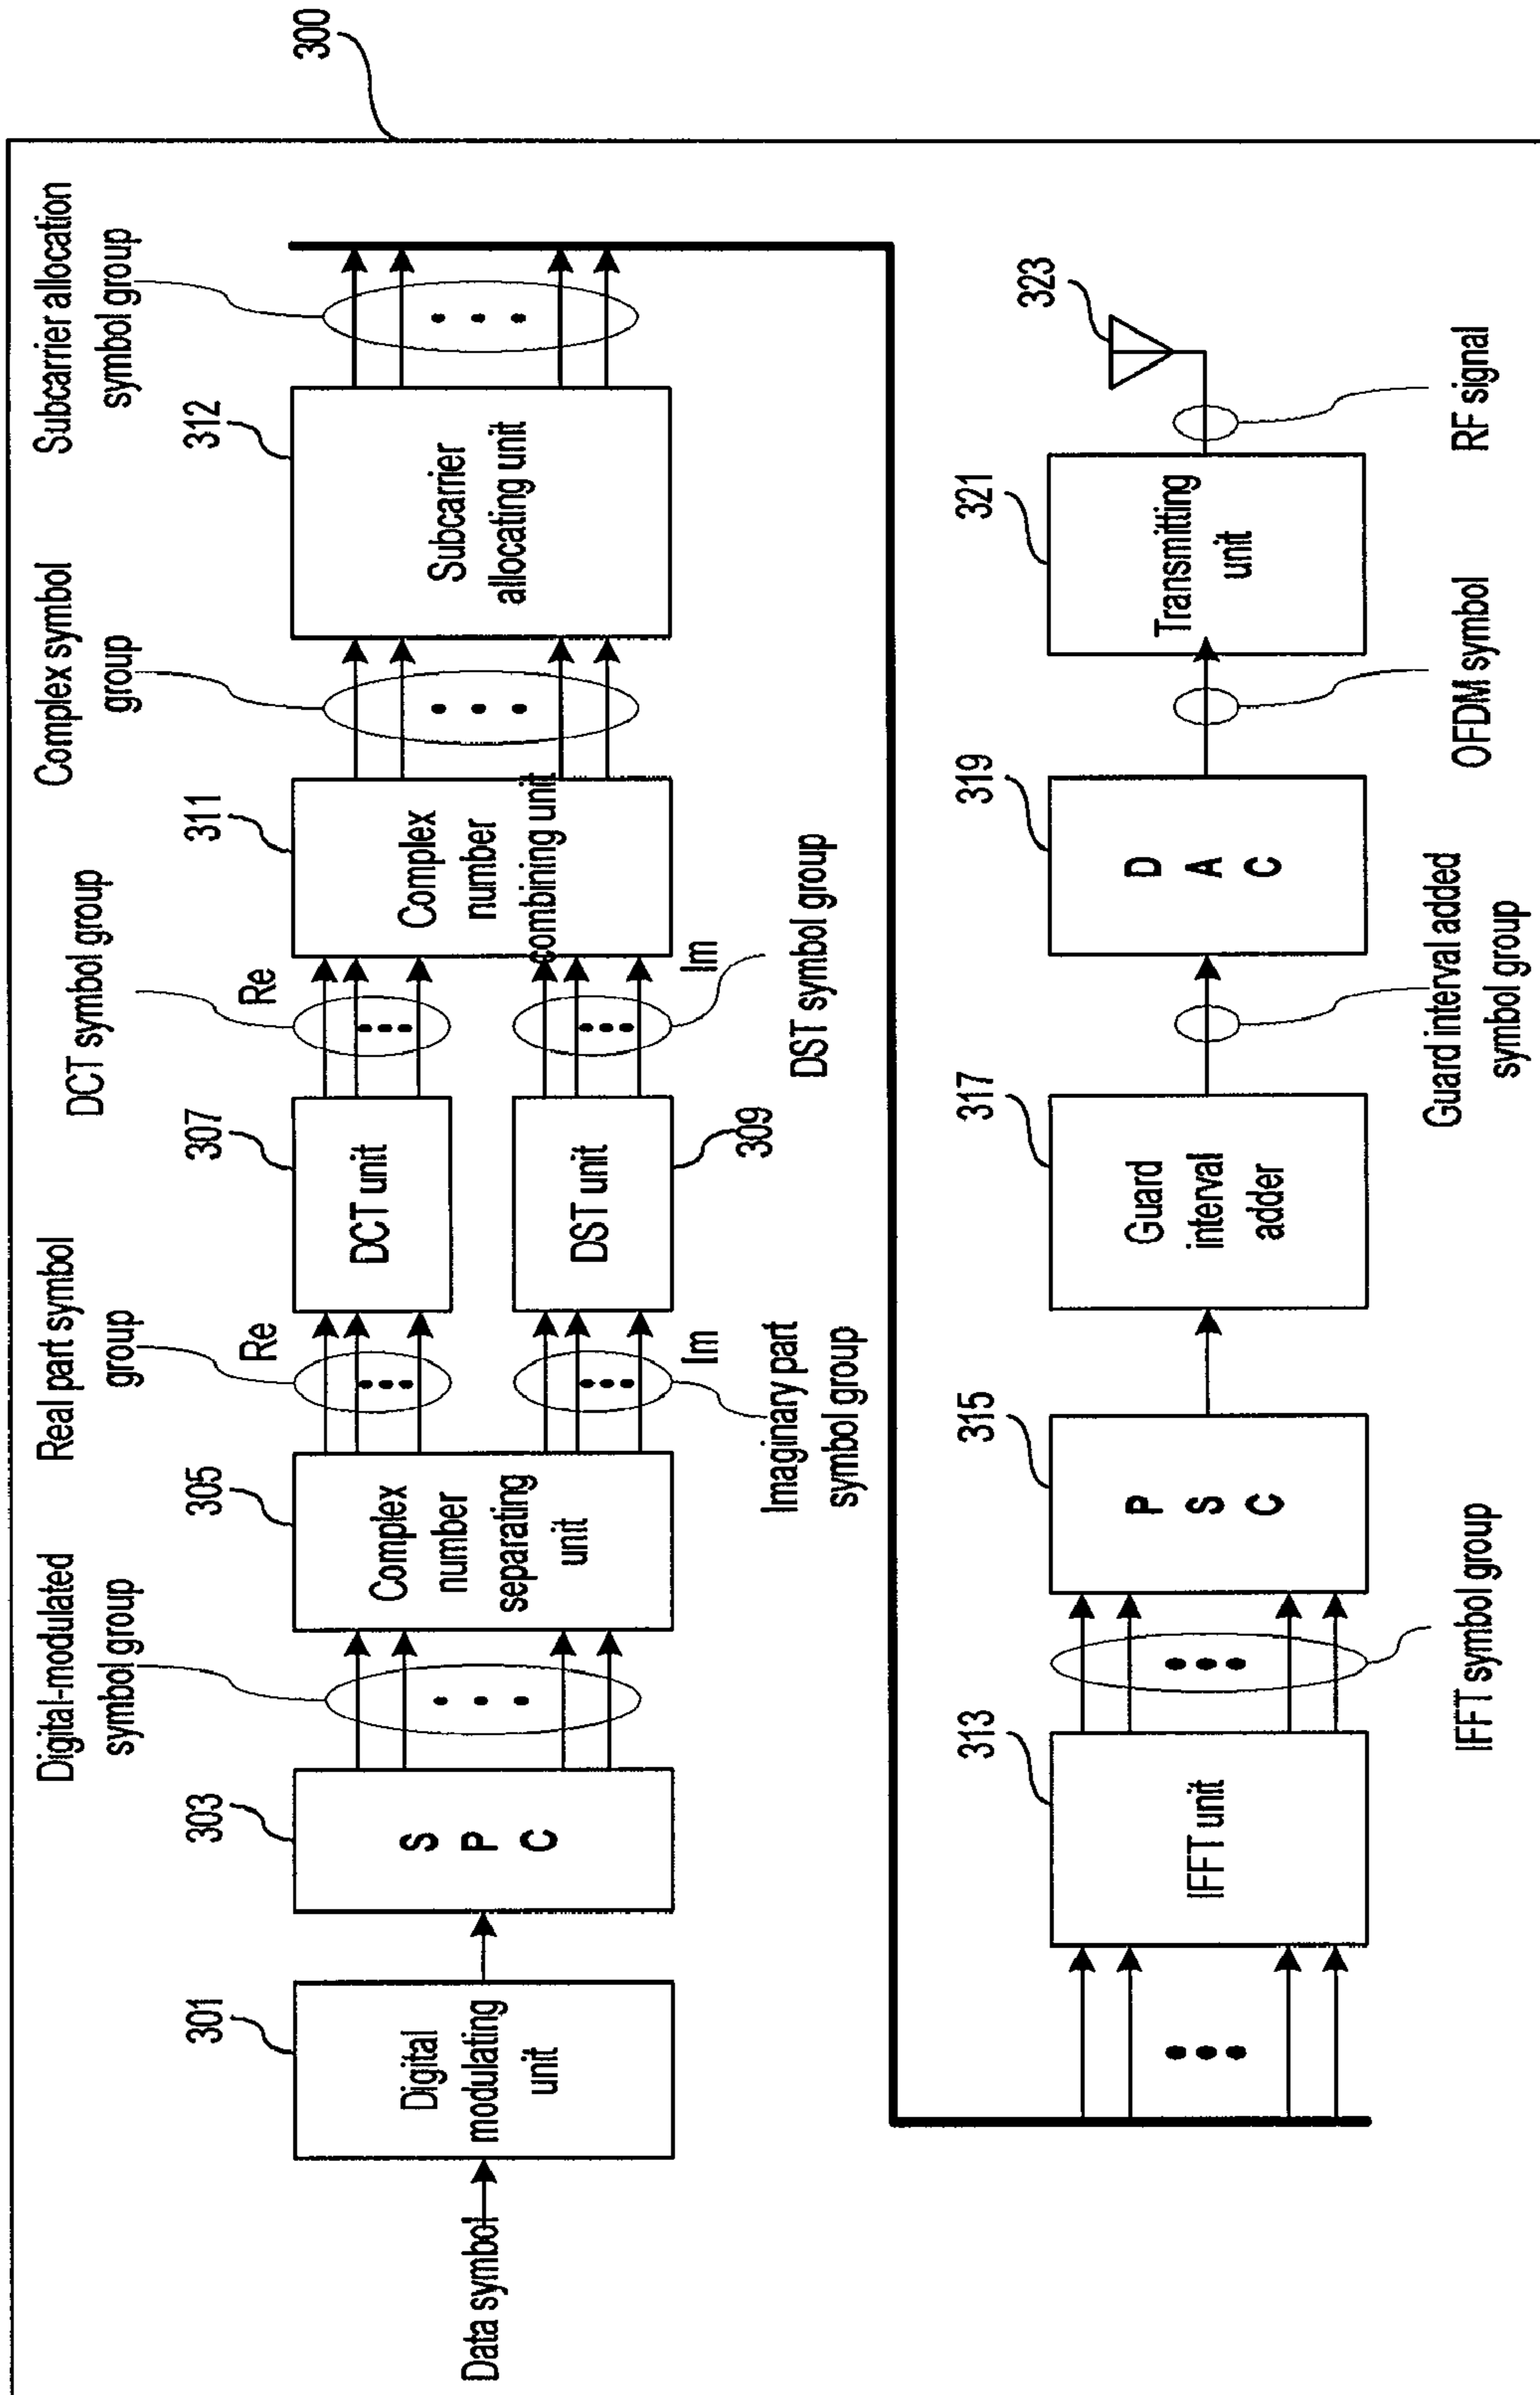 300
Digital-modulated
symbol group
Real part symbol
group
DCT symbol group
Complex symbol
group
Subcarrier allocation
symbol group
301
303
305
307
311
312
Re
Re
Data symbol
Digital
modulating
unit
S
P
C
Complex
number
separating
unit
DCT unit
DST unit
309
Complex
number
combining unit
Subcarrier
allocating unit
Im
Im
Imaginary part
symbol group
DST symbol group
313
315
317
319
321
323
IFFT unit
P
S
C
Guard
interval
adder
D
A
C
Transmitting
unit
IFFT symbol group
Guard interval added
symbol group
OFDM symbol
RF signal